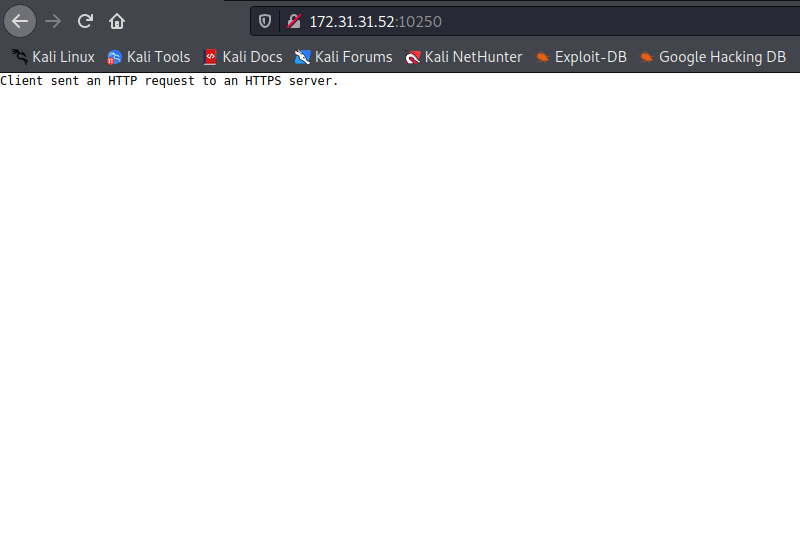 172.31.31.52:10250
Kali Linux Kali Tools Kali Docs Kali Forums Kali NetHunter Exploit-DB Google Hacking DB
Client sent an HTTP request to an HTTPS server.